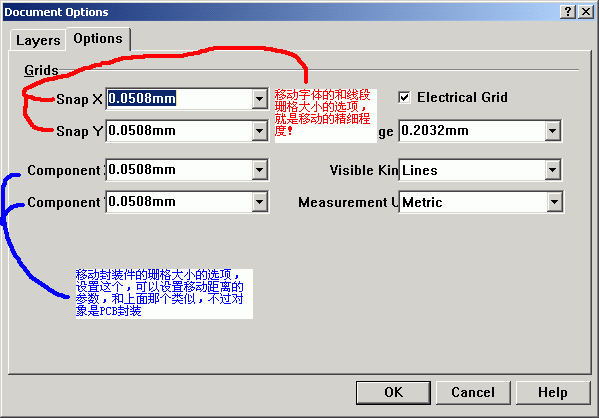 Document Options
Layers
Options
Grids
Snap X
0.0508mm
移动字体的和线段
栅格大小的选项，
就是移动的精细程
度！
Electrical Grid
Snap Y
0.0508mm
ge
0.2032mm
Component
0.0508mm
Visible Kin
Lines
Component
0.0508mm
Measurement U
Metric
移动封装件的珊格大小的选项，
设置这个，可以设置移动距离的
参数，和上面那个类似，不过对
象是PCB封装
OK
Cancel
Help